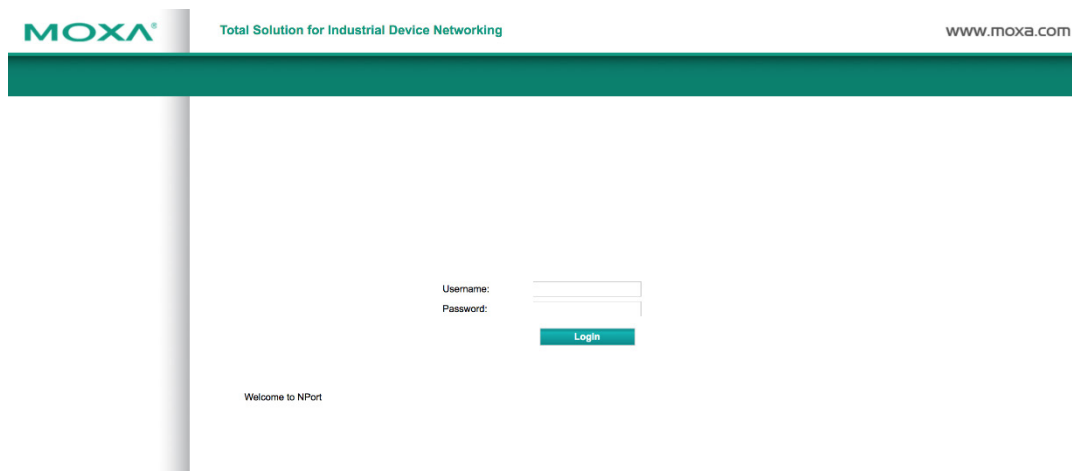 MOXA®
Total Solution for Industrial Device Networking
www.moxa.com
Username:
Password:
LogIn
Welcome to NPort